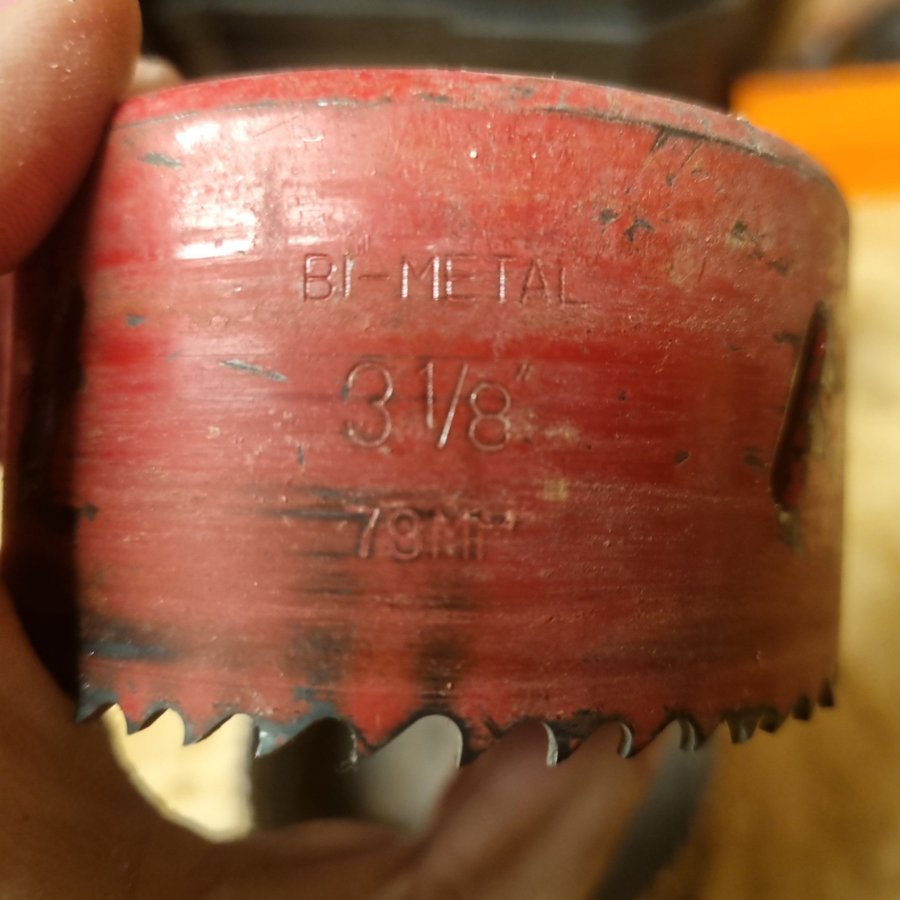 BI-METAL
3 1/8"
79MM